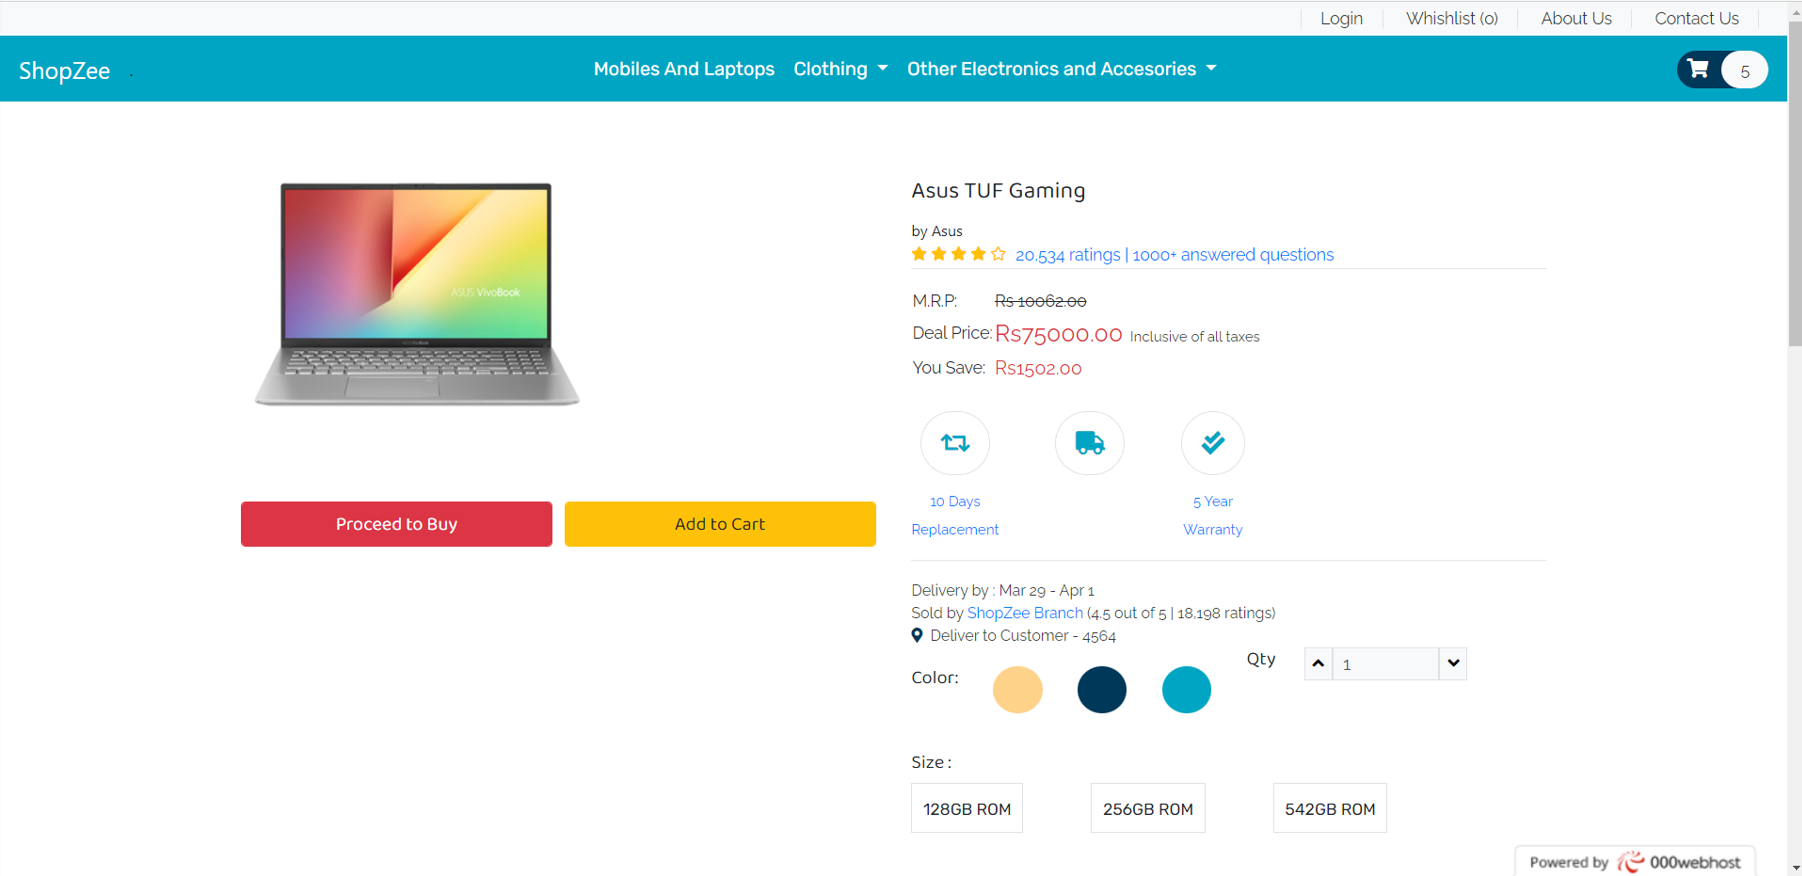 Login Whishlist (0) About Us Contact Us
ShopZee . Mobiles And Laptops Clothing Other Electronics and Accesories 5
Asus TUF Gaming
by Asus
20,534 ratings | 1000+ answered questions
ASUS VivoBook
M.R.P: Rs 10062.00
Deal Price: Rs75000.00 Inclusive of all taxes
You Save: Rs1502.00
10 Days
Replacement
5 Year
Warranty
Proceed to Buy Add to Cart
Delivery by : Mar 29 - Apr 1
Sold by ShopZee Branch (4.5 out of 5 | 18,198 ratings)
Deliver to Customer - 4564
Color: Qty 1
Size :
128GB ROM 256GB ROM 542GB ROM
Powered by 000webhost